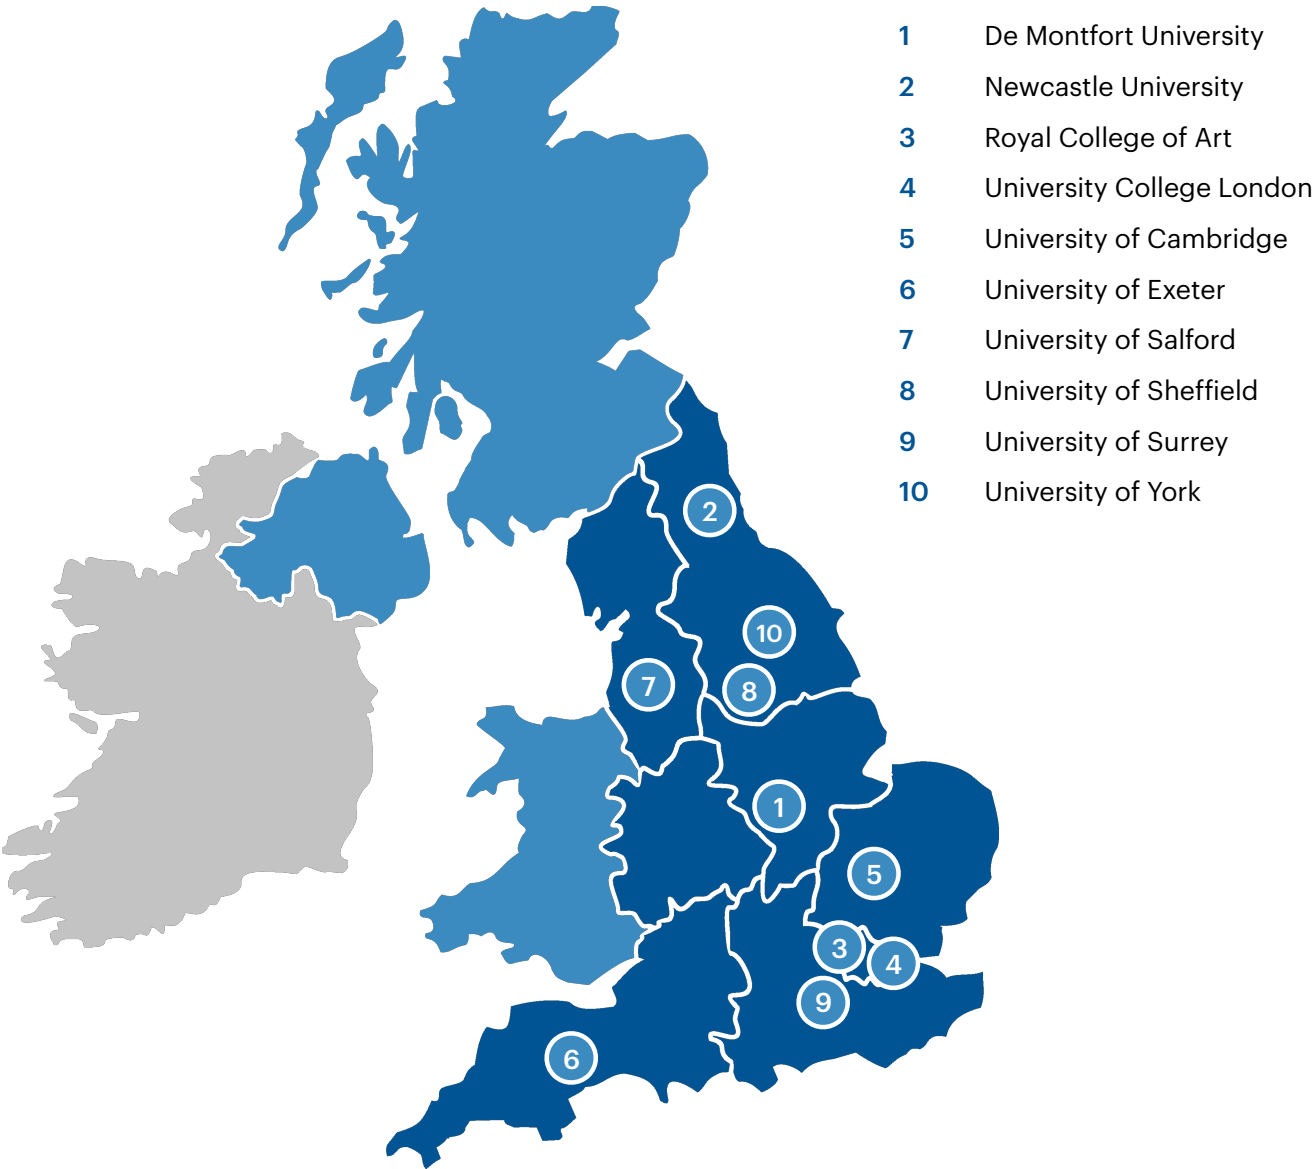 1 De Montfort University
2 Newcastle University
3 Royal College of Art
4 University College London
5 University of Cambridge
6 University of Exeter
7 University of Salford
8 University of Sheffield
9 University of Surrey
10 University of York
2
10
7
8
1
5
3
4
9
6